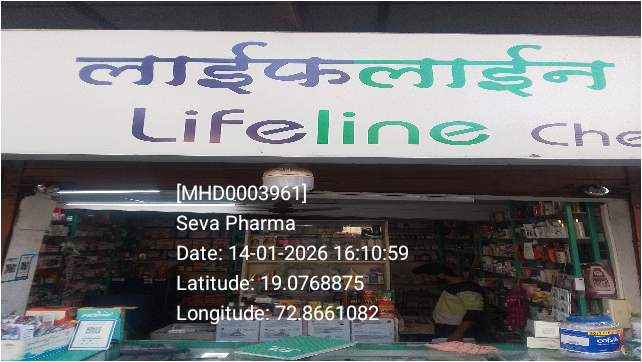 लाईफलाईन
Lifeline Che
[MHD0003961]
Seva Pharma
Date: 14-01-2026 16:10:59
Latitude: 19.0768875
Longitude: 72.8661082